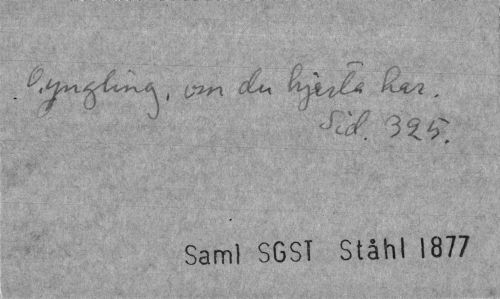 O, yngling, om du hjerta har.
Sid. 325.
Saml SGST Ståhl 1877